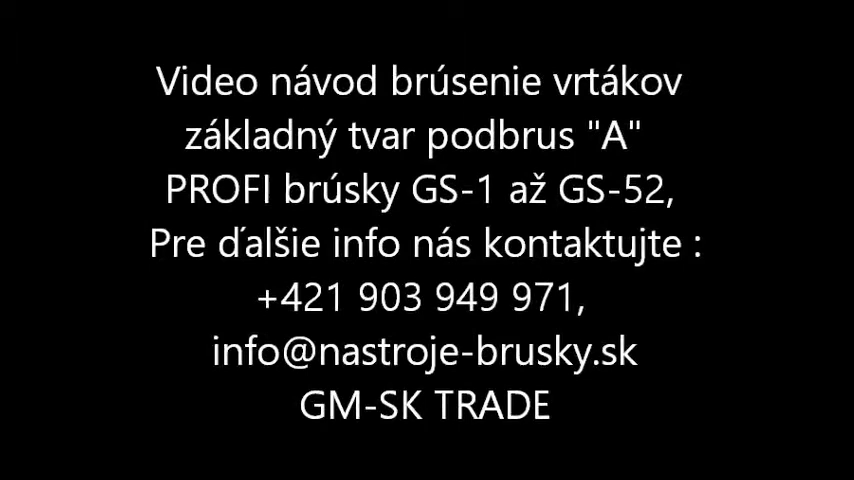 Video návod brúsenie vrtákov
základný tvar podbrus "A"
PROFI brúsky GS-1 až GS-52,
Pre ďalšie info nás kontaktujte :
+421 903 949 971,
info@nastroje-brusky.sk
GM-SK TRADE